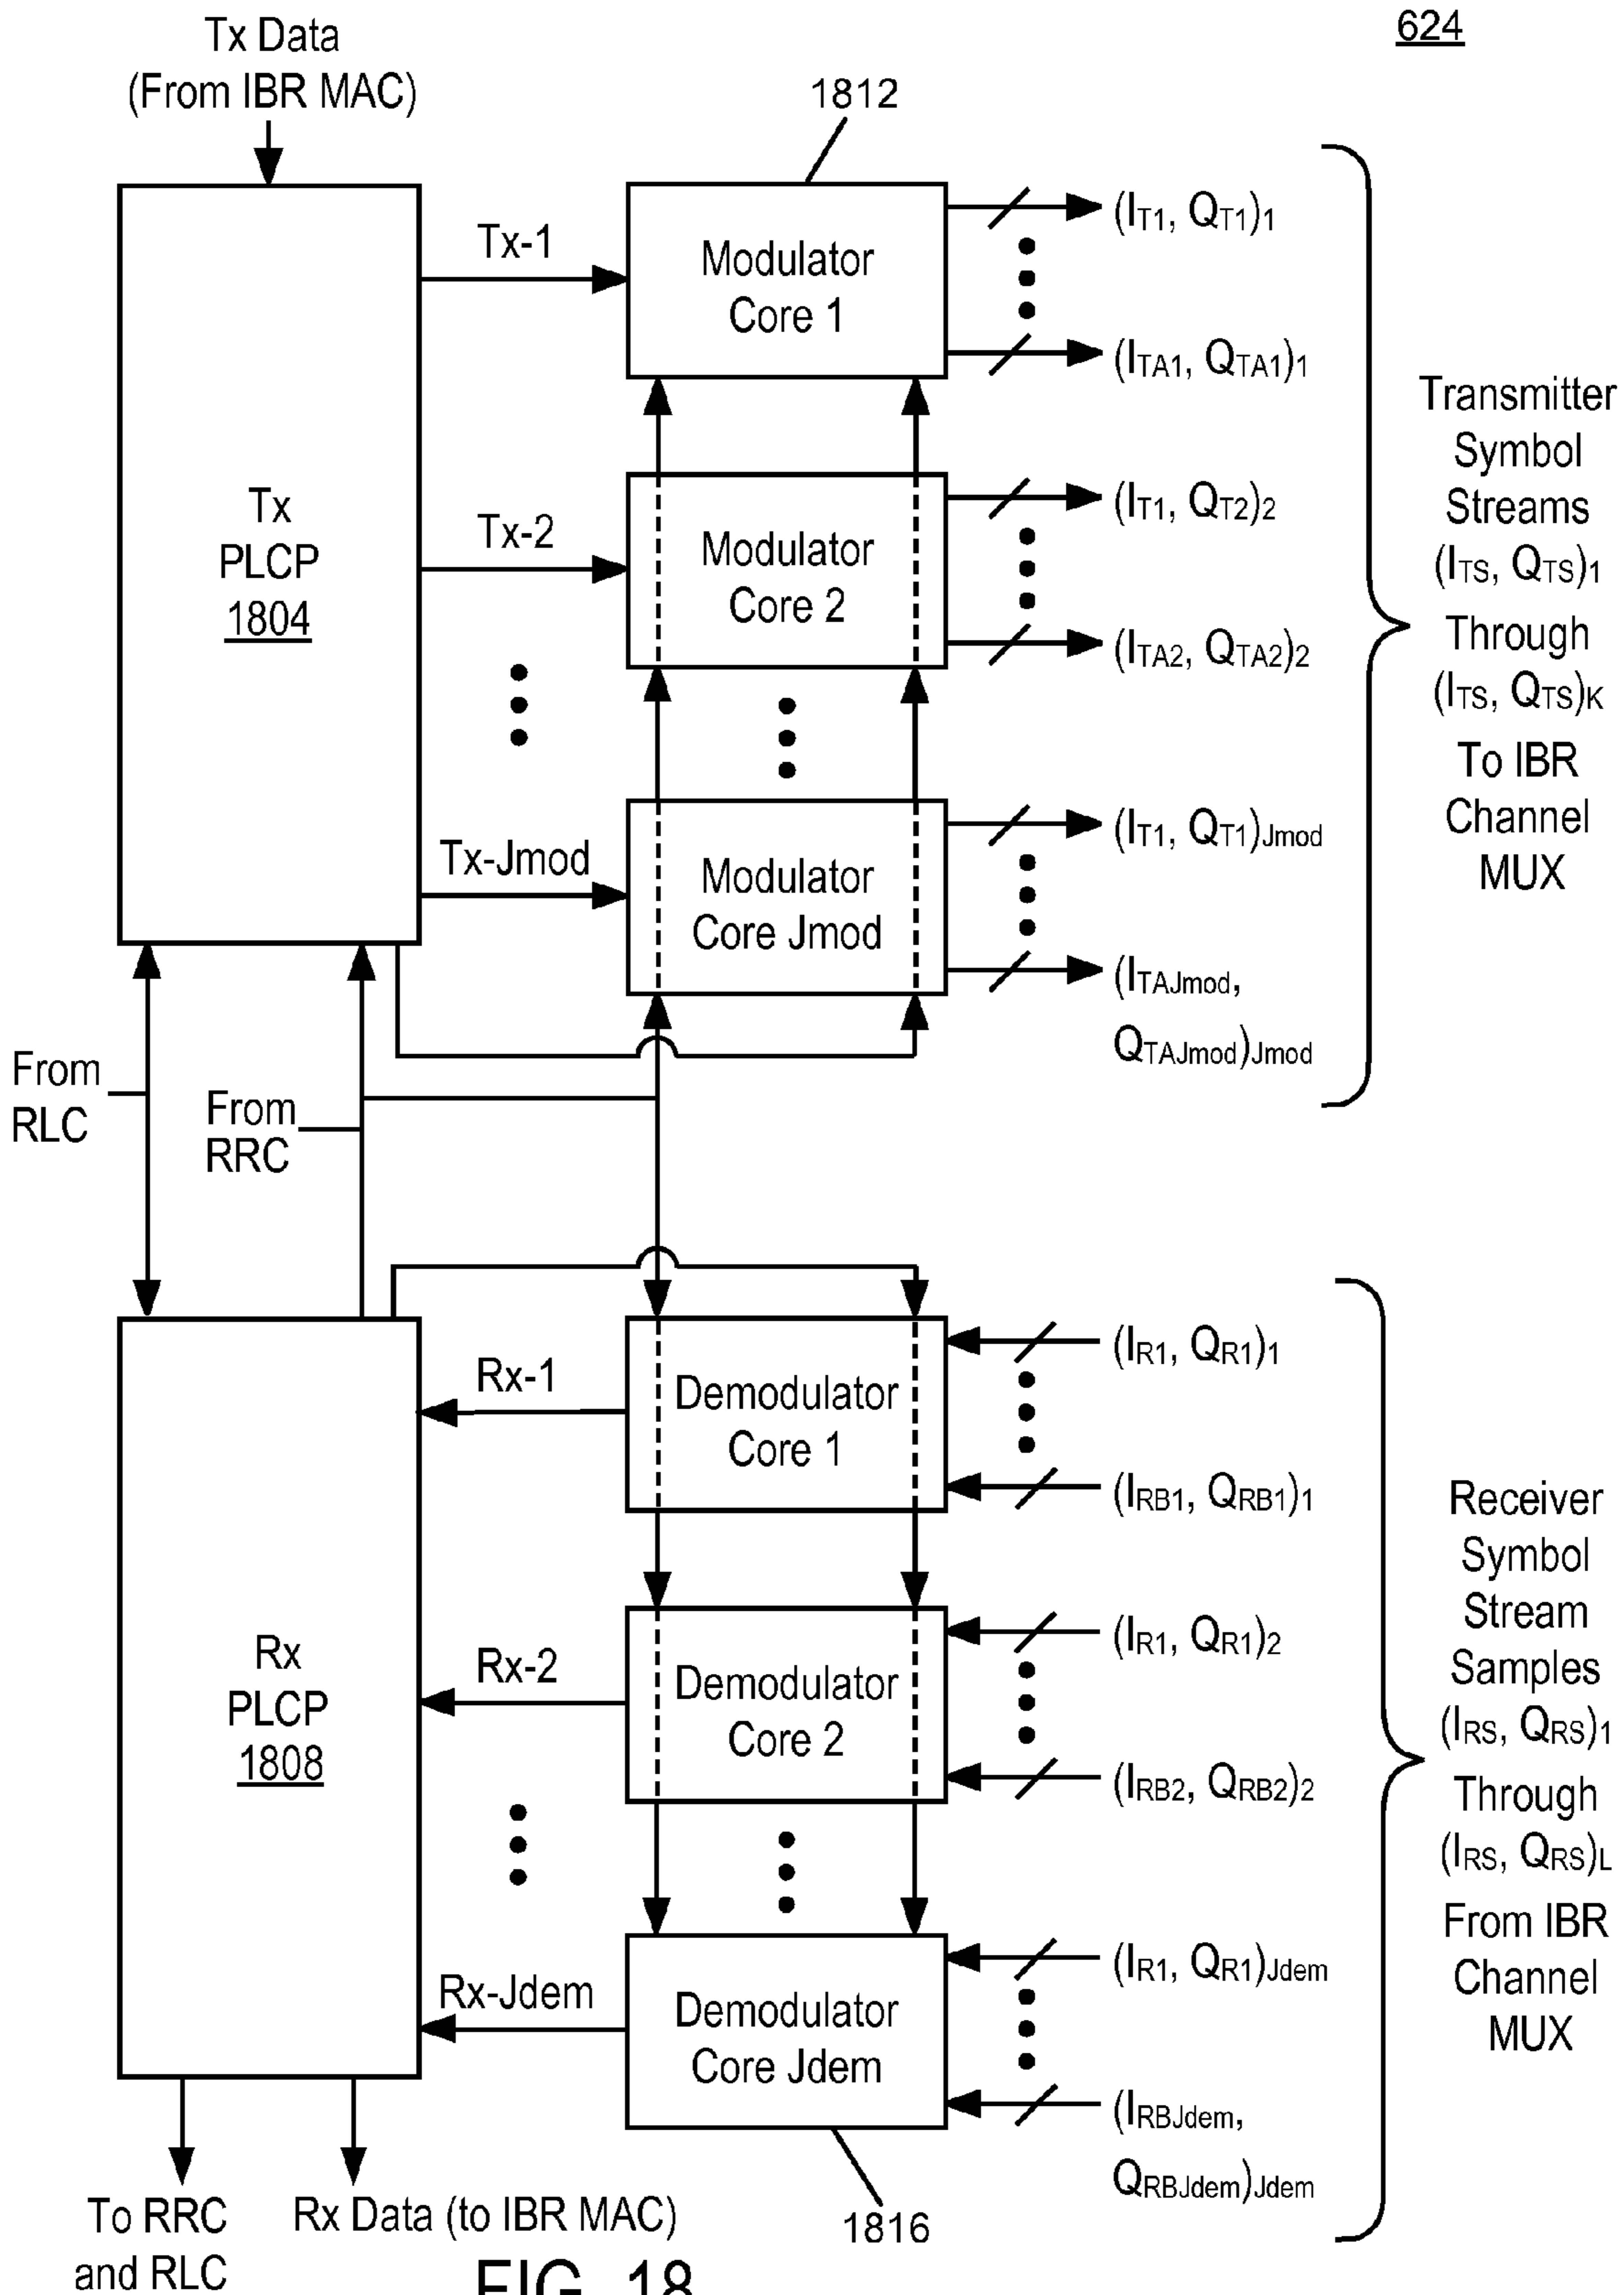 624
Tx Data
(From IBR MAC)
1812
Tx
PLCP
1804
Tx-1
Tx-2
Tx-Jmod
Modulator
Core 1
Modulator
Core 2
Modulator
Core Jmod
(IT1, QT1)1
(ITA1, QTA1)1
(IT1, QT2)2
(ITA2, QTA2)2
(IT1, QT1)Jmod
(ITAJmod,
QTAJmod)Jmod
Transmitter
Symbol
Streams
(ITS, QTS)1
Through
(ITS, QTS)K
To IBR
Channel
MUX
From
RLC
From
RRC
Rx
PLCP
1808
Rx-1
Rx-2
Rx-Jdem
Demodulator
Core 1
Demodulator
Core 2
Demodulator
Core Jdem
(IR1, QR1)1
(IRB1, QRB1)1
(IR1, QR1)2
(IRB2, QRB2)2
(IR1, QR1)Jdem
(IRBJdem,
QRBJdem)Jdem
Receiver
Symbol
Stream
Samples
(IRS, QRS)1
Through
(IRS, QRS)L
From IBR
Channel
MUX
To RRC
and RLC
Rx Data (to IBR MAC)
1816
FIG. 18